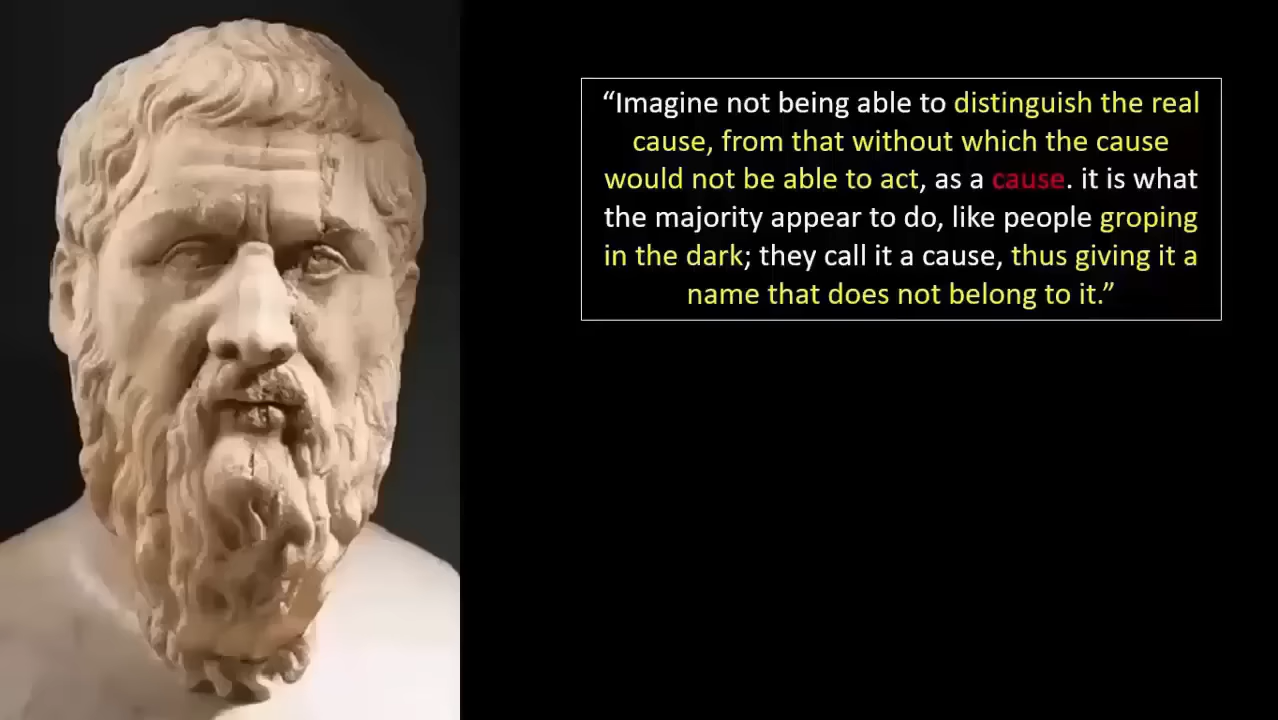 “Imagine not being able to distinguish the real
cause, from that without which the cause
would not be able to act, as a cause. it is what
the majority appear to do, like people groping
in the dark; they call it a cause, thus giving it a
name that does not belong to it.”